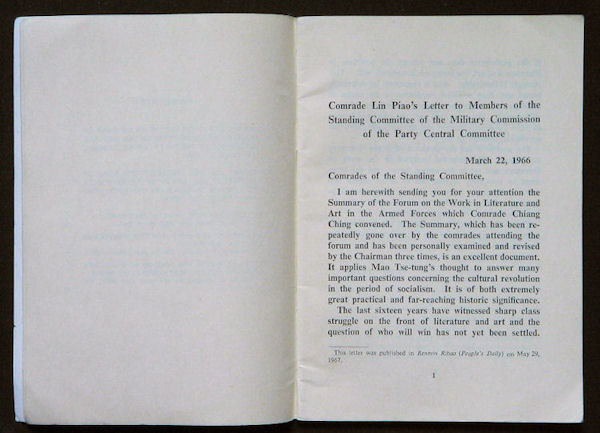 Comrade Lin Piao's Letter to Members of the
Standing Committee of the Military Commission
of the Party Central Committee
March 22, 1966
Comrades of the Standing Committee,
I am herewith sending you for your attention the
Summary of the Forum on the Work in Literature and
Art in the Armed Forces which Comrade Chiang
Ching convened. The Summary, which has been re-
peatedly gone over by the comrades attending the
forum and has been personally examined and revised
by the Chairman three times, is an excellent document.
It applies Mao Tse-tung's thought to answer many
important questions concerning the cultural revolution
in the period of socialism. It is of both extremely
great practical and far-reaching historic significance.
The last sixteen years have witnessed sharp class
struggle on the front of literature and art and the
question of who will win has not yet been settled.
This letter was published in Renmin Ribao (People's Daily) on May 29,
1967.
1